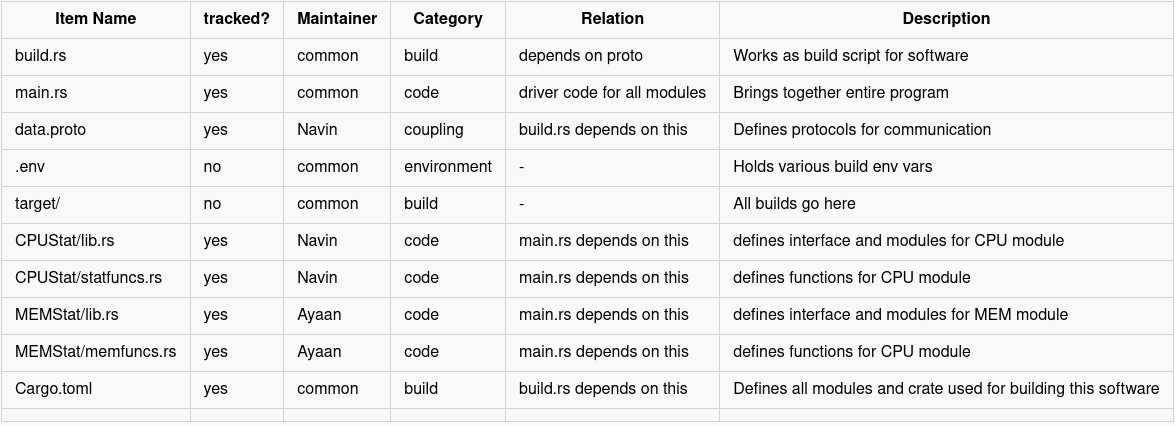 Item Name tracked? Maintainer Category Relation Description
build.rs yes common build depends on proto Works as build script for software
main.rs yes common code driver code for all modules Brings together entire program
data.proto yes Navin coupling build.rs depends on this Defines protocols for communication
.env no common environment - Holds various build env vars
target/ no common build - All builds go here
CPUStat/lib.rs yes Navin code main.rs depends on this defines interface and modules for CPU module
CPUStat/statfuncs.rs yes Navin code main.rs depends on this defines functions for CPU module
MEMStat/lib.rs yes Ayaan code main.rs depends on this defines interface and modules for MEM module
MEMStat/memfuncs.rs yes Ayaan code main.rs depends on this defines functions for CPU module
Cargo.toml yes common build build.rs depends on this Defines all modules and crate used for building this software